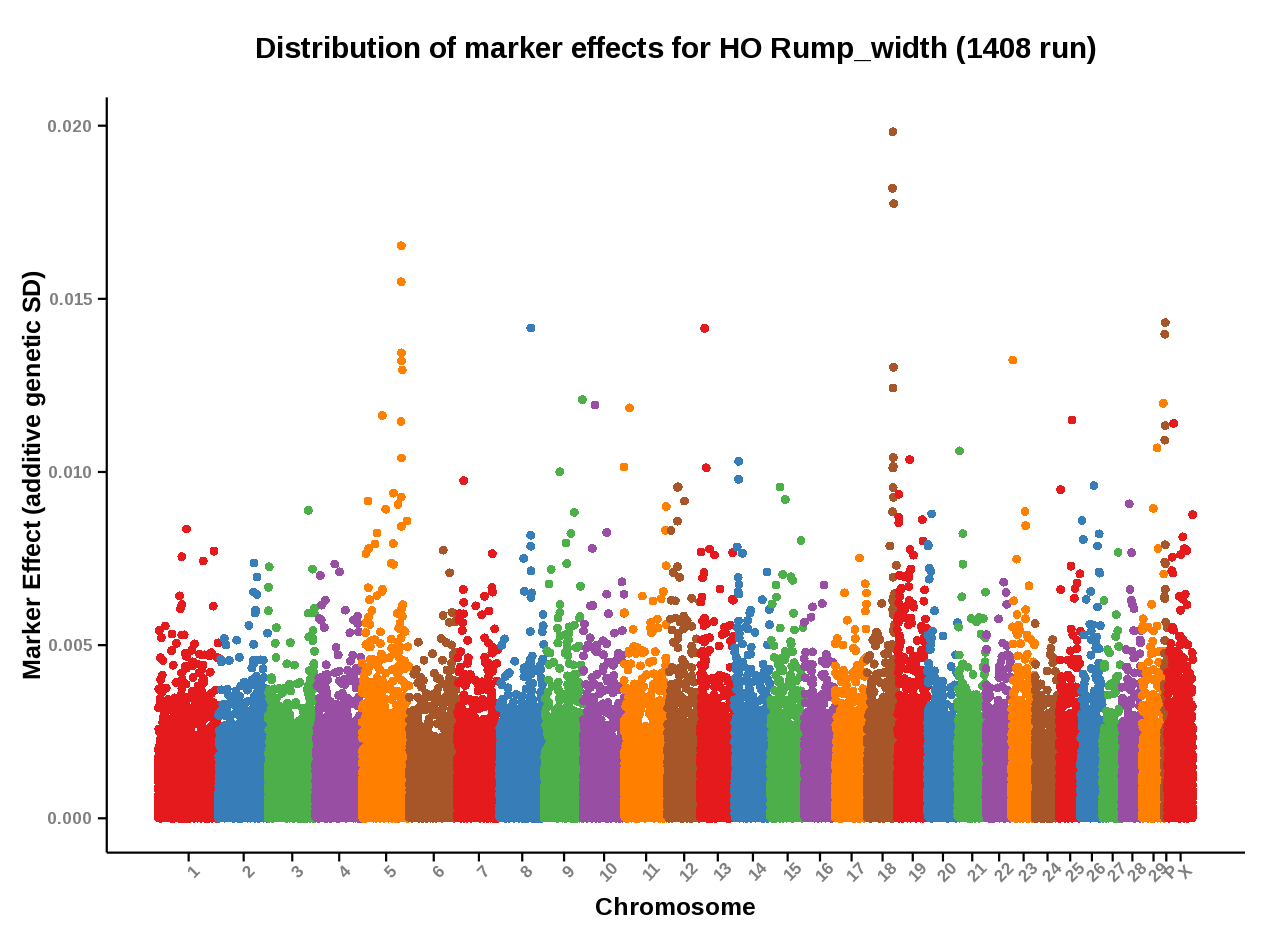 Distribution of marker effects for HO Rump_width (1408 run)
Marker Effect (additive genetic SD)
0.020
0.015
0.010
0.005
0.000
1 2 3 4 5 6 7 8 9 10 11 12 13 14 15 16 17 18 19 20 21 22 23 24 25 26 27 28 29 P X
Chromosome